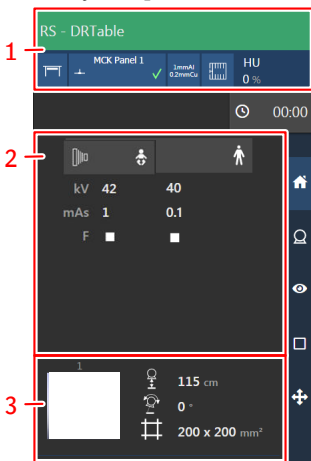 RS - DRTable
1
MCK Panel 1
1mmAl
0.2mmCu
HU
0 %
00:00
2
kV 42 40
mAs 1 0.1
F
1
115 cm
0 °
3
200 x 200 mm²